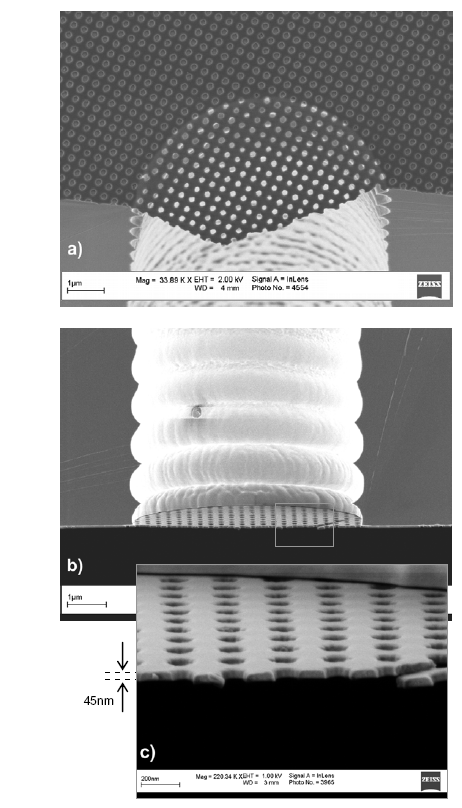 a)
1µm
Mag = 33.89 K X EHT = 2.00 kV Signal A = InLens
WD = 4 mm Photo No. = 4554
ZEISS
b)
1µm
45nm
c)
200nm
Mag = 220.34 K X EHT = 1.00 kV Signal A = InLens
WD = 3 mm Photo No. = 3965
ZEISS